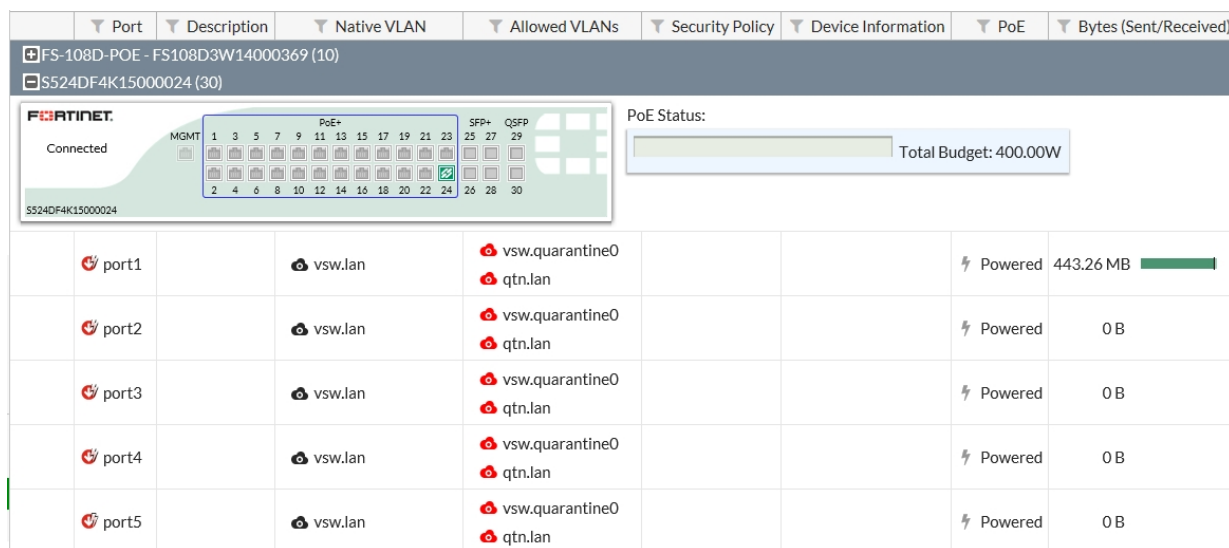 Port Description Native VLAN Allowed VLANs Security Policy Device Information PoE Bytes (Sent/Received)
FS-108D-POE - FS108D3W14000369 (10)
S524DF4K15000024 (30)
FORTINET
PoE Status:
PoE+ SFP+ QSFP
MGMT 1 3 5 7 9 11 13 15 17 19 21 23 25 27 29
Connected
Total Budget: 400.00W
2 4 6 8 10 12 14 16 18 20 22 24 26 28 30
S524DF4K15000024
port1 vsw.lan vsw.quarantine0 Powered 443.26 MB
qtn.lan
port2 vsw.lan vsw.quarantine0 Powered 0 B
qtn.lan
port3 vsw.lan vsw.quarantine0 Powered 0 B
qtn.lan
port4 vsw.lan vsw.quarantine0 Powered 0 B
qtn.lan
port5 vsw.lan vsw.quarantine0 Powered 0 B
qtn.lan